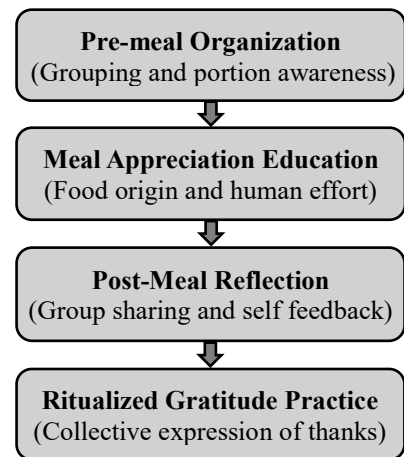 Pre-meal Organization
(Grouping and portion awareness)
Meal Appreciation Education
(Food origin and human effort)
Post-Meal Reflection
(Group sharing and self feedback)
Ritualized Gratitude Practice
(Collective expression of thanks)